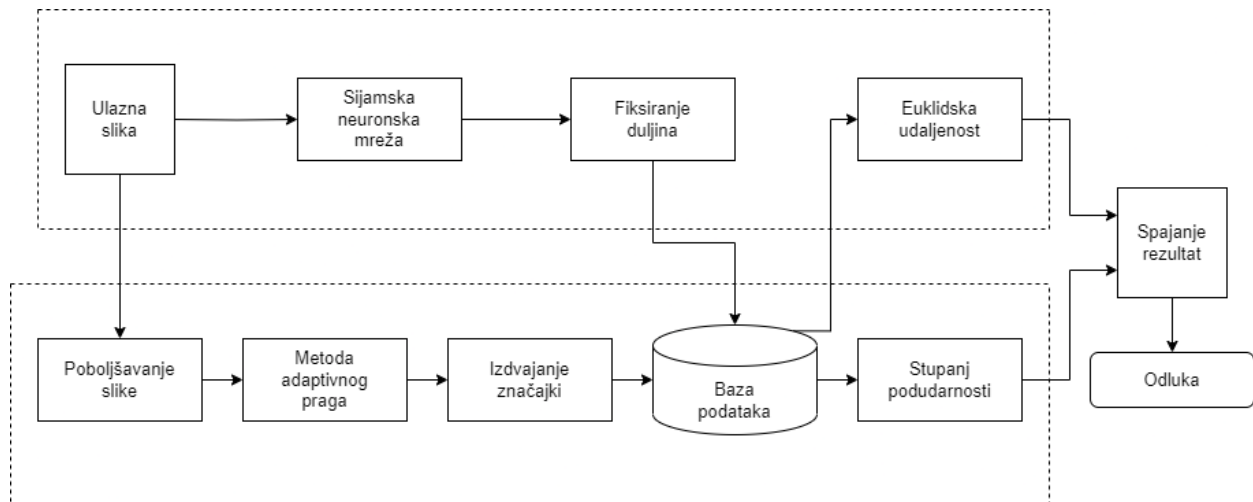 Ulazna
slika
Sijamska
neuronska
mreža
Fiksiranje
duljina
Euklidska
udaljenost
Spajanje
rezultat
Poboljšavanje
slike
Metoda
adaptivnog
praga
Izdvajanje
značajki
Baza
podataka
Stupanj
podudarnosti
Odluka